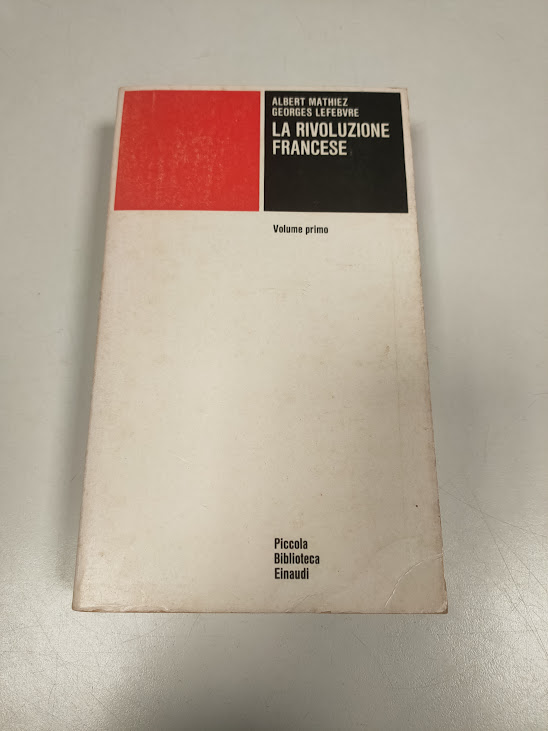 ALBERT MATHIEZ
GEORGES LEFEBVRE
LA RIVOLUZIONE
FRANCESE
Volume primo
Piccola
Biblioteca
Einaudi